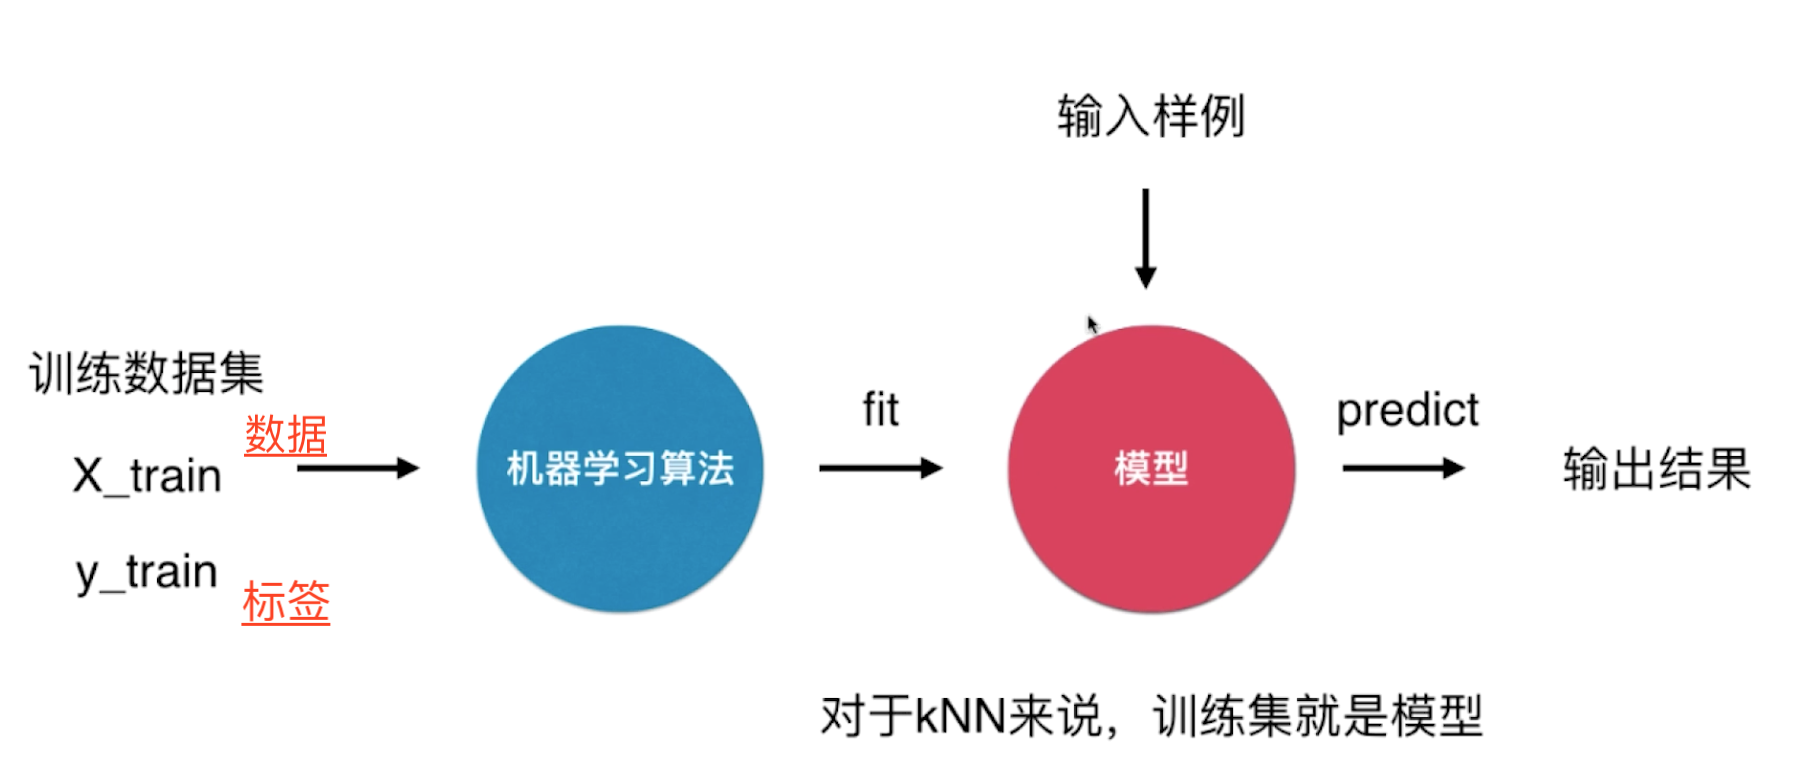 输入样例
训练数据集
数据
X_train
y_train
标签
机器学习算法
fit
模型
predict
输出结果
对于kNN来说，训练集就是模型